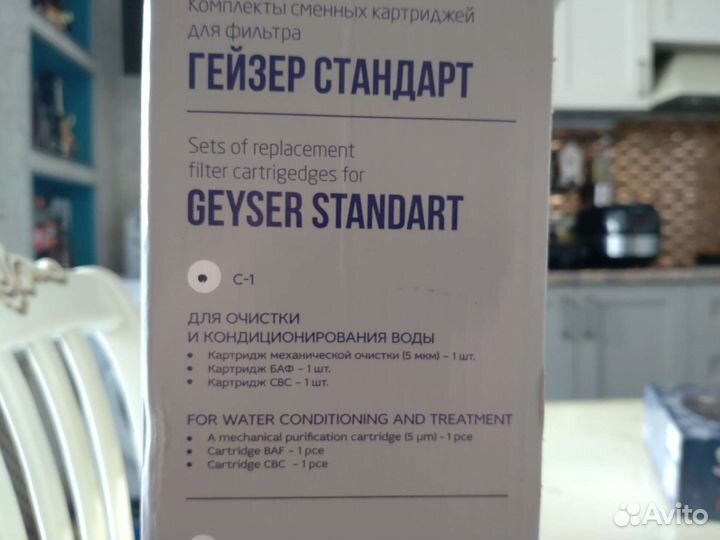 Комплекты сменных картриджей
для фильтра
ГЕЙЗЕР СТАНДАРТ
Sets of replacement
filter cartrigedges for
GEYSER STANDART
С-1
ДЛЯ ОЧИСТКИ
И КОНДИЦИОНИРОВАНИЯ ВОДЫ
• Картридж механической очистки (5 мкм) – 1 шт.
• Картридж БАФ – 1 шт.
• Картридж СВС – 1 шт.
FOR WATER CONDITIONING AND TREATMENT
• A mechanical purification cartridge (5 μm) - 1 pce
• Cartridge BAF – 1 pce
• Cartridge CBC – 1 pce
Avito